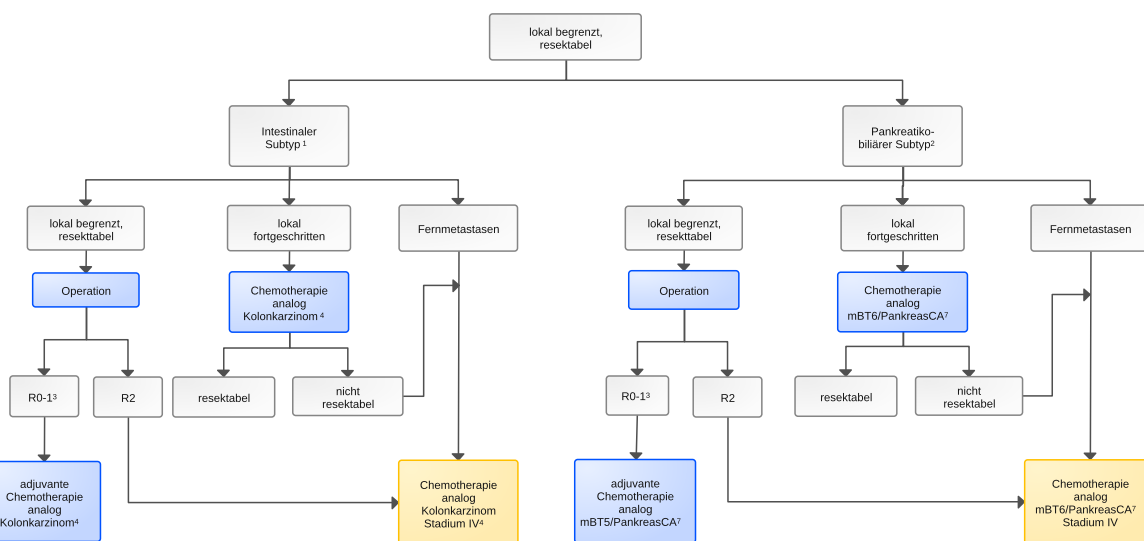 lokal begrenzt,
resektabel
Intestinaler
Subtyp ¹
Pankreatiko-
biliärer Subtyp²
lokal begrenzt,
resekttabel
lokal
fortgeschritten
Fernmetastasen
lokal begrenzt,
resekttabel
lokal
fortgeschritten
Fernmetastasen
Operation
Chemotherapie
analog
Kolonkarzinom ⁴
Operation
Chemotherapie
analog
mBT6/PankreasCA⁷
R0-1³
R2
resektabel
nicht
resektabel
R0-1³
R2
resektabel
nicht
resektabel
adjuvante
Chemotherapie
analog
Kolonkarzinom⁴
Chemotherapie
analog
Kolonkarzinom
Stadium IV⁴
adjuvante
Chemotherapie
analog
mBT5/PankreasCA⁷
Chemotherapie
analog
mBT6/PankreasCA⁷
Stadium IV